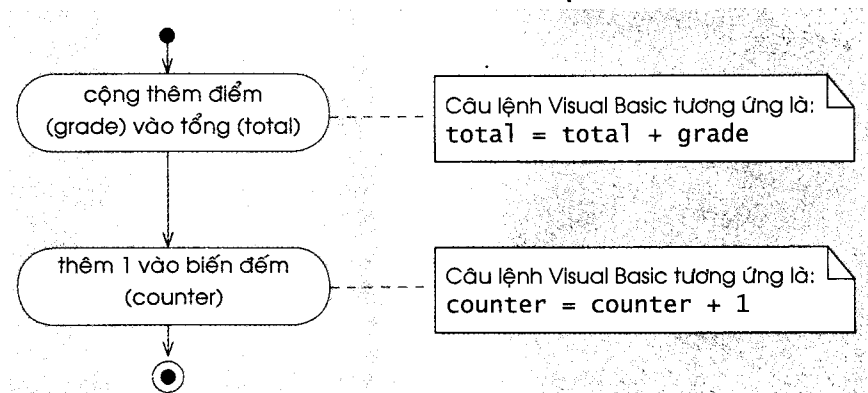 cộng thêm điểm
(grade) vào tổng (total)
Câu lệnh Visual Basic tương ứng là:
total = total + grade
thêm 1 vào biến đếm
(counter)
Câu lệnh Visual Basic tương ứng là:
counter = counter + 1